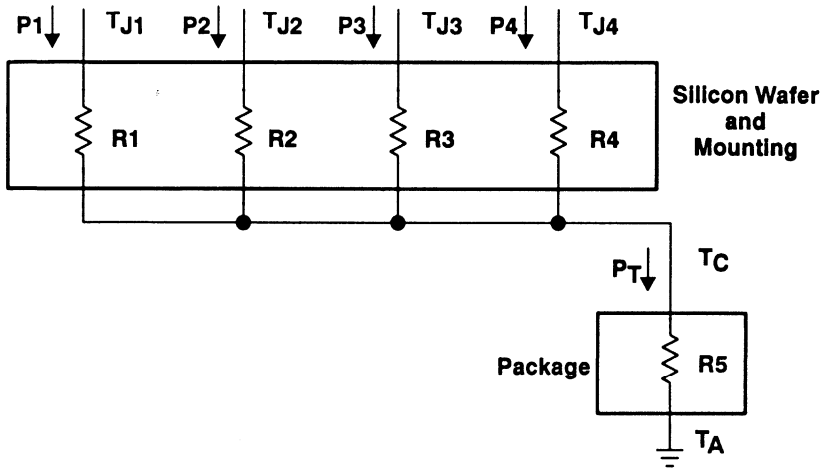 P1 TJ1 P2 TJ2 P3 TJ3 P4 TJ4
Silicon Wafer
and
Mounting
R1 R2 R3 R4
PT TC
Package R5
TA